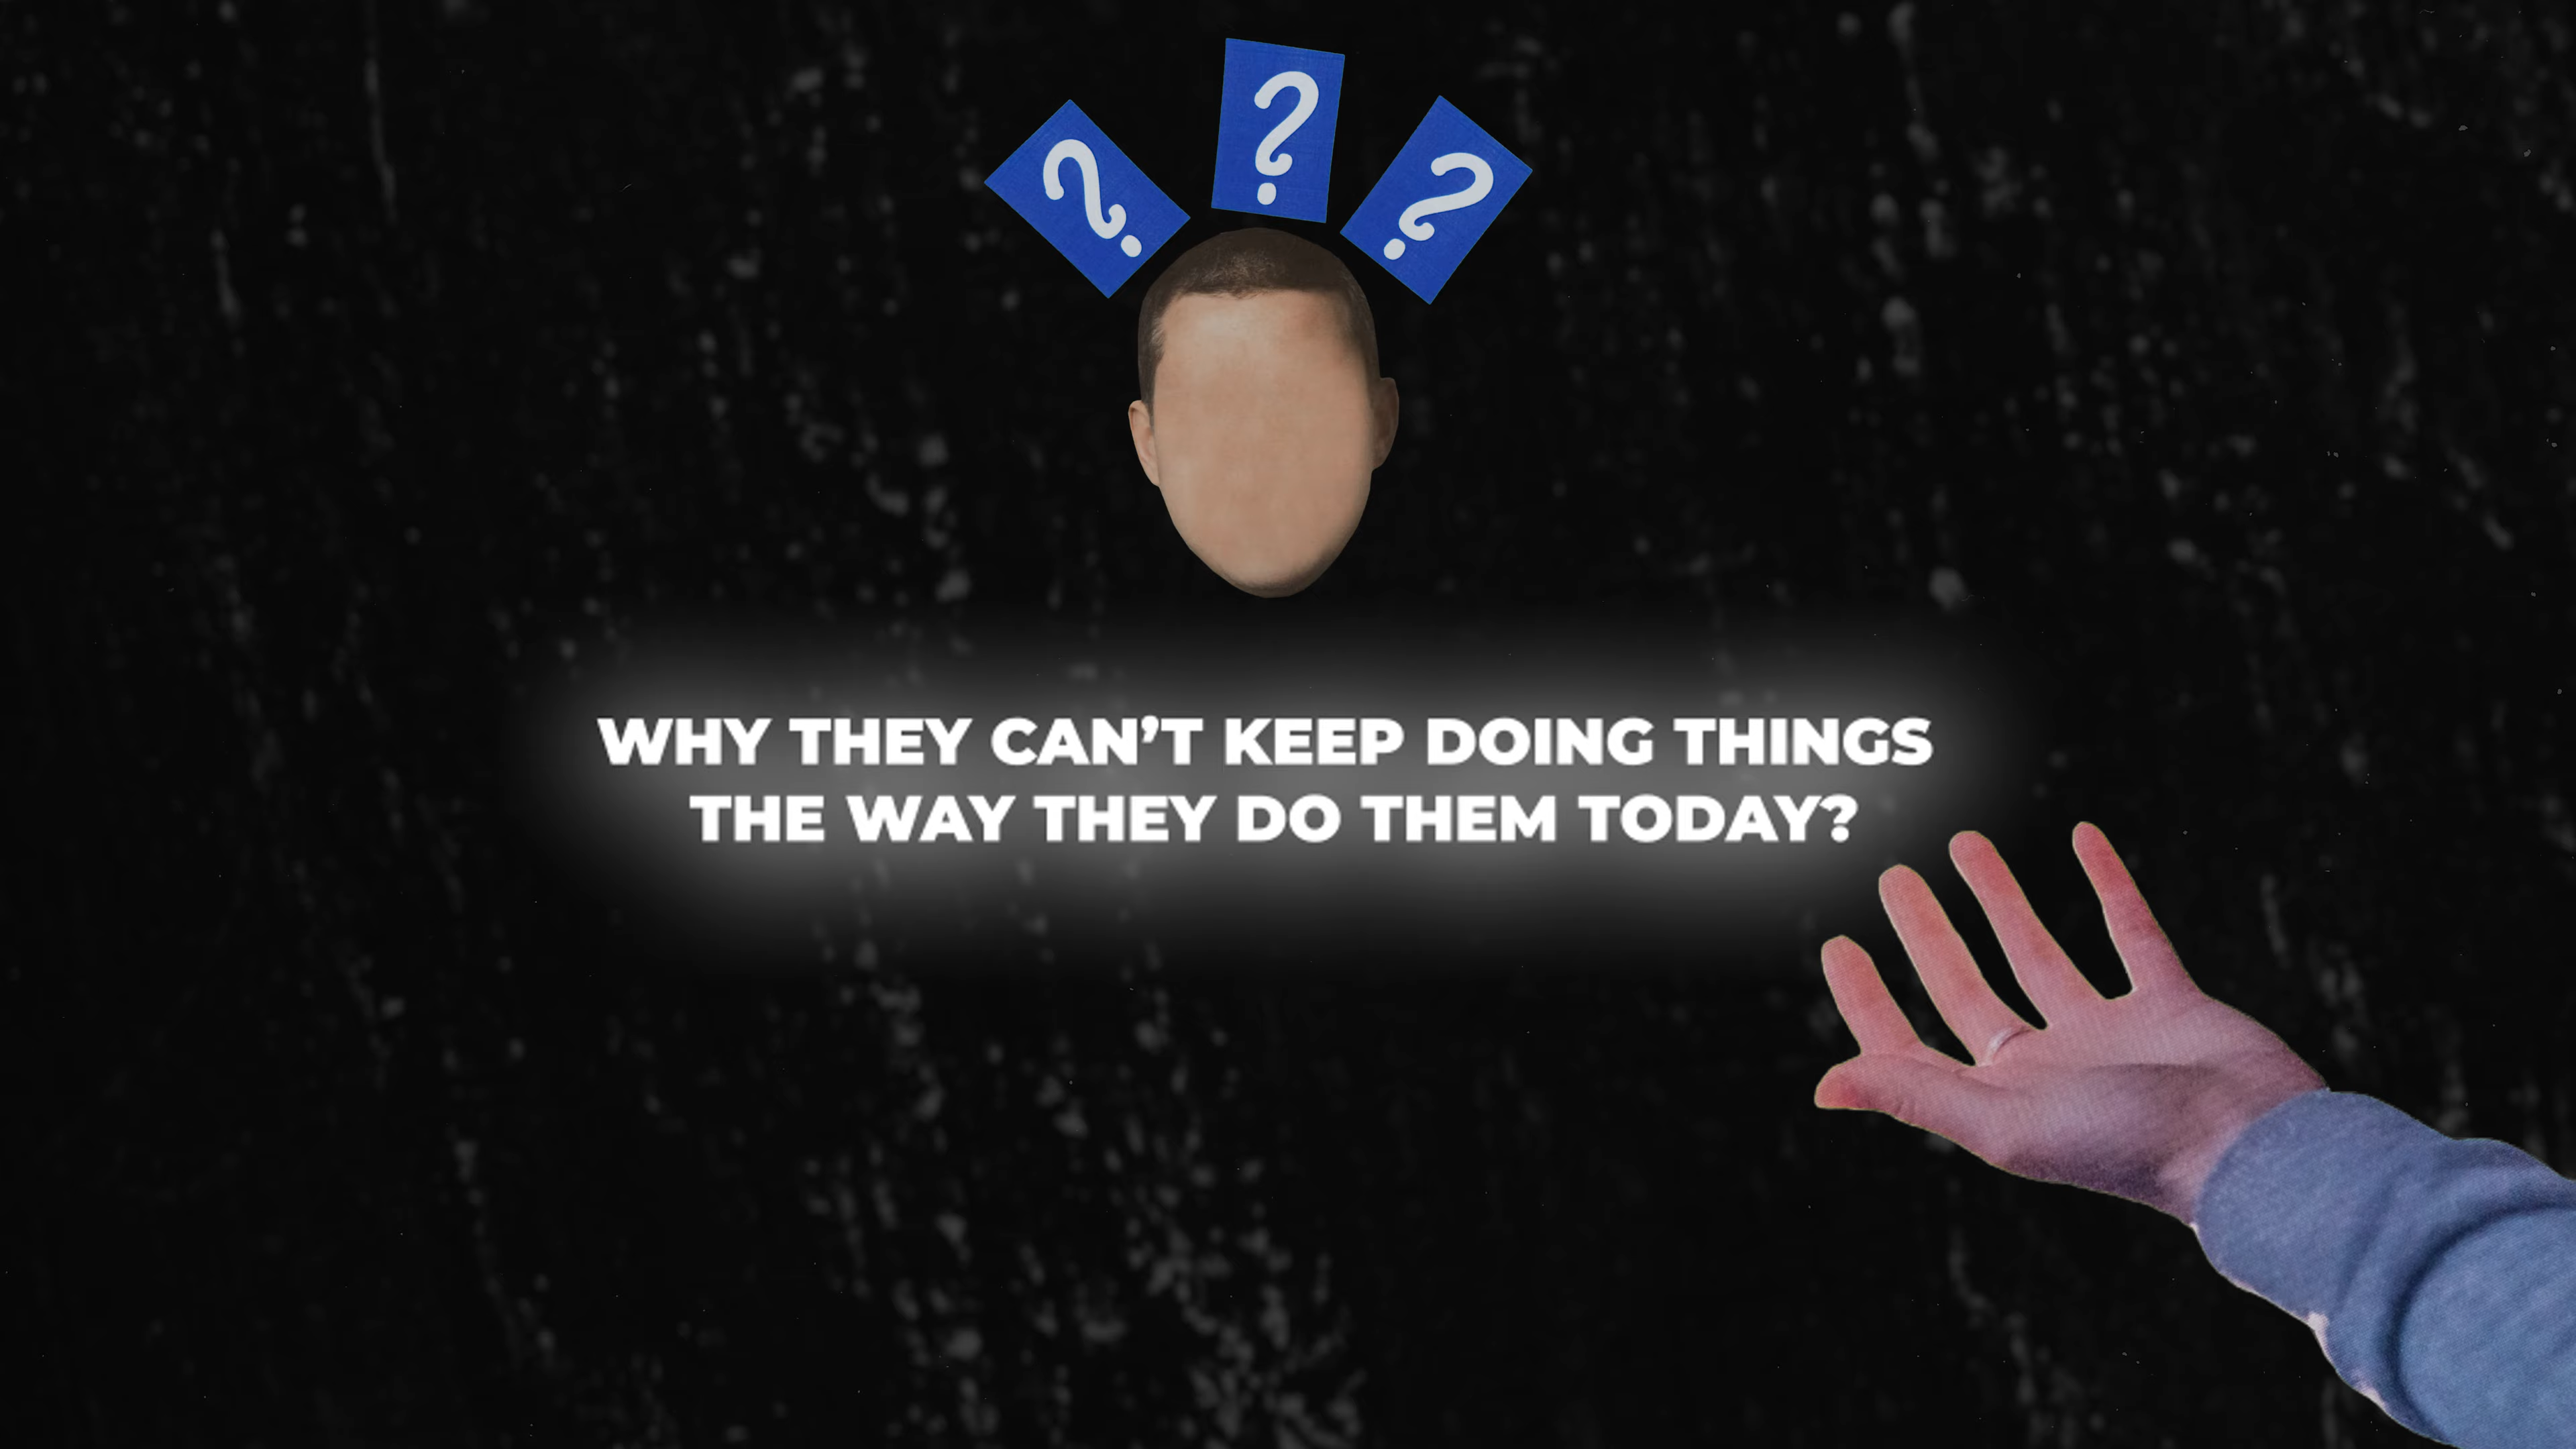 ? ? ?
WHY THEY CAN’T KEEP DOING THINGS
THE WAY THEY DO THEM TODAY?